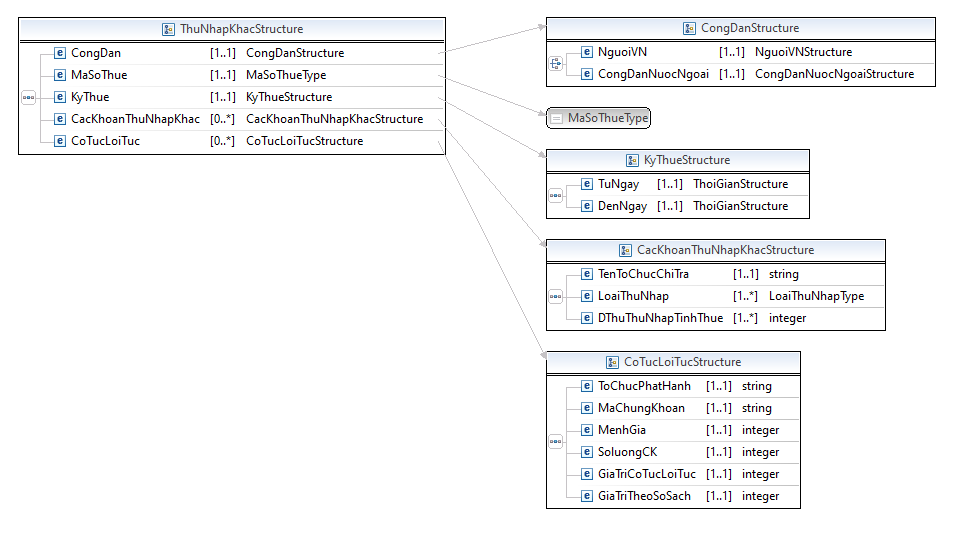 ThuNhapKhacStructure
e CongDan [1..1] CongDanStructure
e MaSoThue [1..1] MaSoThueType
e KyThue [1..1] KyThueStructure
e CacKhoanThuNhapKhac [0..*] CacKhoanThuNhapKhacStructure
e CoTucLoiTuc [0..*] CoTucLoiTucStructure
CongDanStructure
e NguoiVN [1..1] NguoiVNStructure
e CongDanNuocNgoai [1..1] CongDanNuocNgoaiStructure
MaSoThueType
KyThueStructure
e TuNgay [1..1] ThoiGianStructure
e DenNgay [1..1] ThoiGianStructure
CacKhoanThuNhapKhacStructure
e TenToChucChiTra [1..1] string
e LoaiThuNhap [1..*] LoaiThuNhapType
e DThuThuNhapTinhThue [1..*] integer
CoTucLoiTucStructure
e ToChucPhatHanh [1..1] string
e MaChungKhoan [1..1] string
e MenhGia [1..1] integer
e SoluongCK [1..1] integer
e GiaTriCoTucLoiTuc [1..1] integer
e GiaTriTheoSoSach [1..1] integer